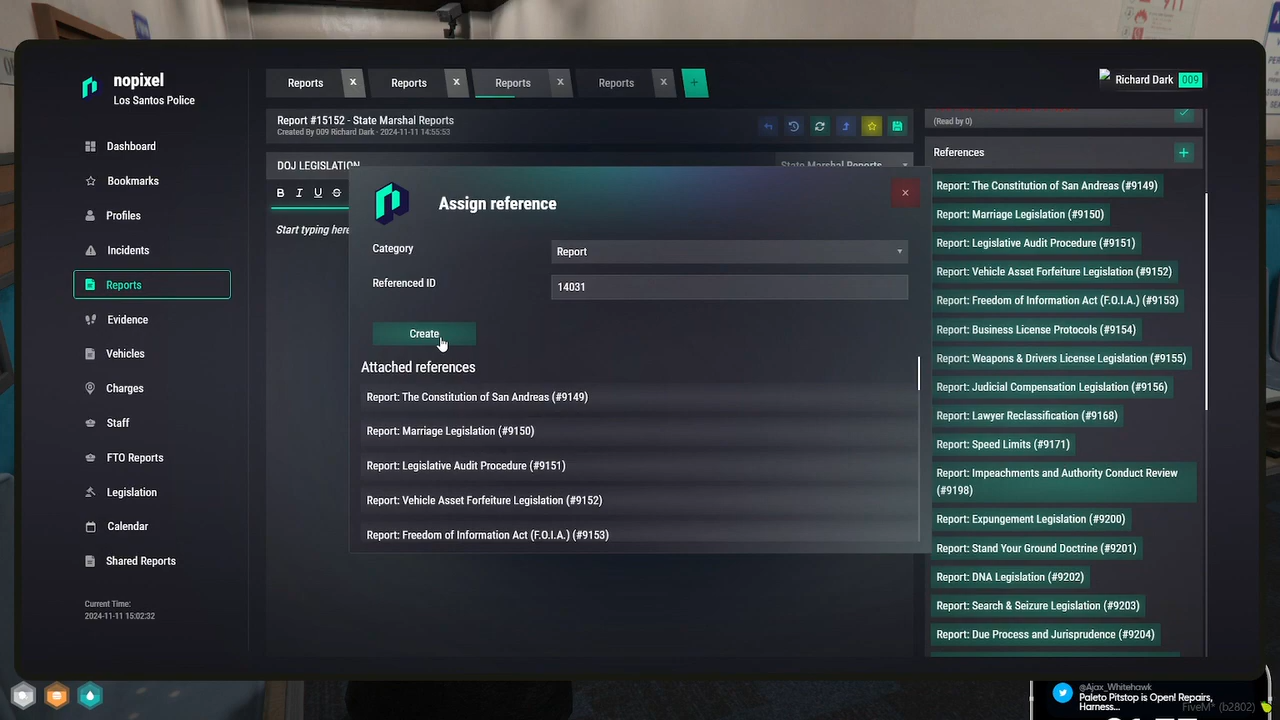 nopixel
Los Santos Police
Dashboard
Bookmarks
Profiles
Incidents
Reports
Evidence
Vehicles
Charges
Staff
FTO Reports
Legislation
Calendar
Shared Reports
Current Time:
2024-11-11 15:02:32
Reports x Reports x Reports x Reports x +
Richard Dark 009
Report #15152 - State Marshal Reports
Created By 009 Richard Dark - 2024-11-11 14:55:53
DOJ LEGISLATION
State Marshal Reports
B I U S
Start typing here
Assign reference
×
Category
Report
Referenced ID
14031
Create
Attached references
Report: The Constitution of San Andreas (#9149)
Report: Marriage Legislation (#9150)
Report: Legislative Audit Procedure (#9151)
Report: Vehicle Asset Forfeiture Legislation (#9152)
Report: Freedom of Information Act (F.O.I.A.) (#9153)
(Read by 0)
References +
Report: The Constitution of San Andreas (#9149)
Report: Marriage Legislation (#9150)
Report: Legislative Audit Procedure (#9151)
Report: Vehicle Asset Forfeiture Legislation (#9152)
Report: Freedom of Information Act (F.O.I.A.) (#9153)
Report: Business License Protocols (#9154)
Report: Weapons & Drivers License Legislation (#9155)
Report: Judicial Compensation Legislation (#9156)
Report: Lawyer Reclassification (#9168)
Report: Speed Limits (#9171)
Report: Impeachments and Authority Conduct Review
(#9198)
Report: Expungement Legislation (#9200)
Report: Stand Your Ground Doctrine (#9201)
Report: DNA Legislation (#9202)
Report: Search & Seizure Legislation (#9203)
Report: Due Process and Jurisprudence (#9204)
@Ajax_Whitehawk
Paleto Pitstop is Open! Repairs,
Harness...
FiveM* (b2802)